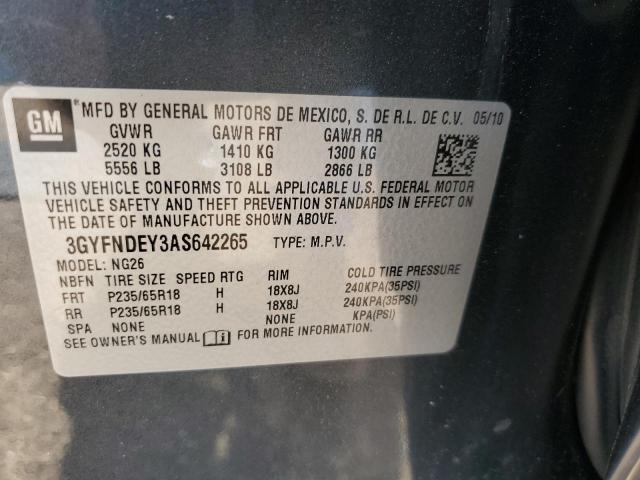 GM ® MFD BY GENERAL MOTORS DE MEXICO, S. DE R.L. DE C.V. 05/10
GVWR GAWR FRT GAWR RR
2520 KG 1410 KG 1300 KG
5556 LB 3108 LB 2866 LB
THIS VEHICLE CONFORMS TO ALL APPLICABLE U.S. FEDERAL MOTOR
VEHICLE SAFETY AND THEFT PREVENTION STANDARDS IN EFFECT ON
THE DATE OF MANUFACTURE SHOWN ABOVE.
3GYFNDEY3AS642265 TYPE: M.P.V.
MODEL: NG26
NBFN TIRE SIZE SPEED RTG RIM COLD TIRE PRESSURE
FRT P235/65R18 H 18X8J 240KPA(35PSI)
RR P235/65R18 H 18X8J 240KPA(35PSI)
SPA NONE NONE KPA(PSI)
SEE OWNER'S MANUAL FOR MORE INFORMATION.